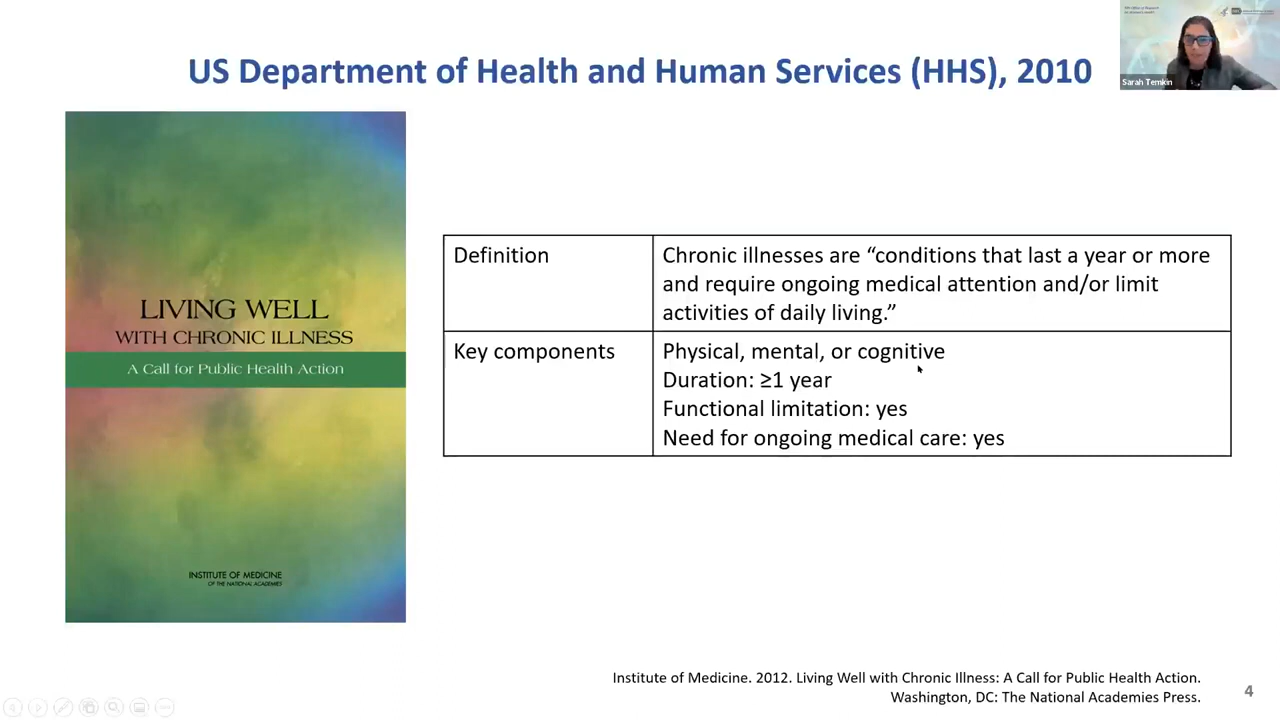 US Department of Health and Human Services (HHS), 2010
Sarah Temkin
LIVING WELL
WITH CHRONIC ILLNESS
A Call for Public Health Action
INSTITUTE OF MEDICINE
OF THE NATIONAL ACADEMIES
Definition
Chronic illnesses are “conditions that last a year or more
and require ongoing medical attention and/or limit
activities of daily living.”
Key components
Physical, mental, or cognitive
Duration: ≥1 year
Functional limitation: yes
Need for ongoing medical care: yes
Institute of Medicine. 2012. Living Well with Chronic Illness: A Call for Public Health Action.
Washington, DC: The National Academies Press.
4